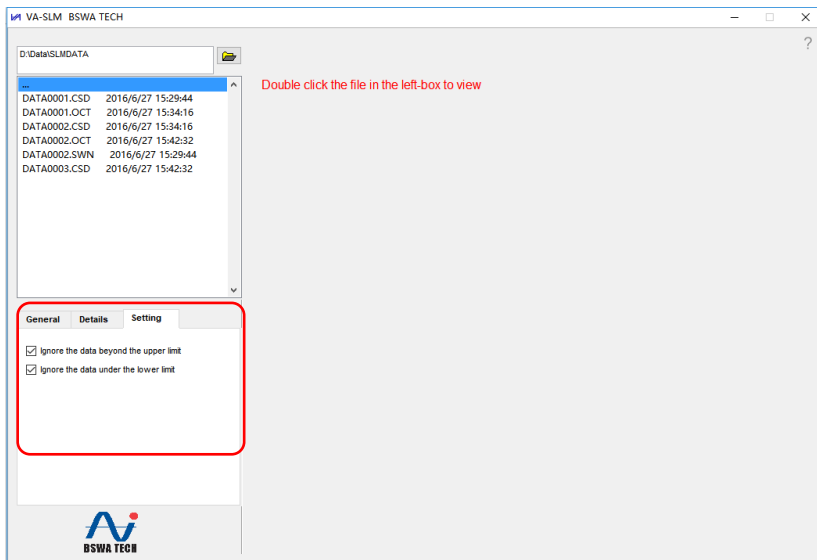 VA-SLM BSWA TECH
?
D:\Data\SLMDATA
...
Double click the file in the left-box to view
DATA0001.CSD 2016/6/27 15:29:44
DATA0001.OCT 2016/6/27 15:34:16
DATA0002.CSD 2016/6/27 15:34:16
DATA0002.OCT 2016/6/27 15:42:32
DATA0002.SWN 2016/6/27 15:29:44
DATA0003.CSD 2016/6/27 15:42:32
General Details Setting
Ignore the data beyond the upper limit
Ignore the data under the lower limit
BSWA TECH